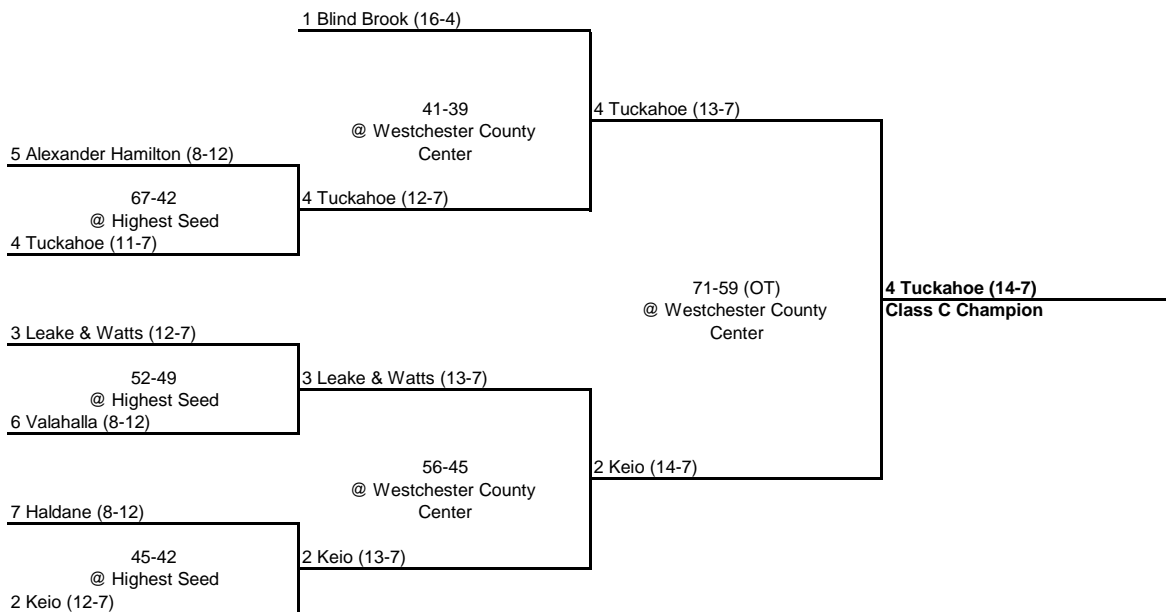 1 Blind Brook (16-4)
41-39
@ Westchester County
Center
4 Tuckahoe (13-7)
5 Alexander Hamilton (8-12)
67-42
@ Highest Seed
4 Tuckahoe (12-7)
4 Tuckahoe (11-7)
71-59 (OT)
@ Westchester County
Center
4 Tuckahoe (14-7)
Class C Champion
3 Leake & Watts (12-7)
52-49
@ Highest Seed
3 Leake & Watts (13-7)
6 Valahalla (8-12)
56-45
@ Westchester County
Center
2 Keio (14-7)
7 Haldane (8-12)
45-42
@ Highest Seed
2 Keio (13-7)
2 Keio (12-7)